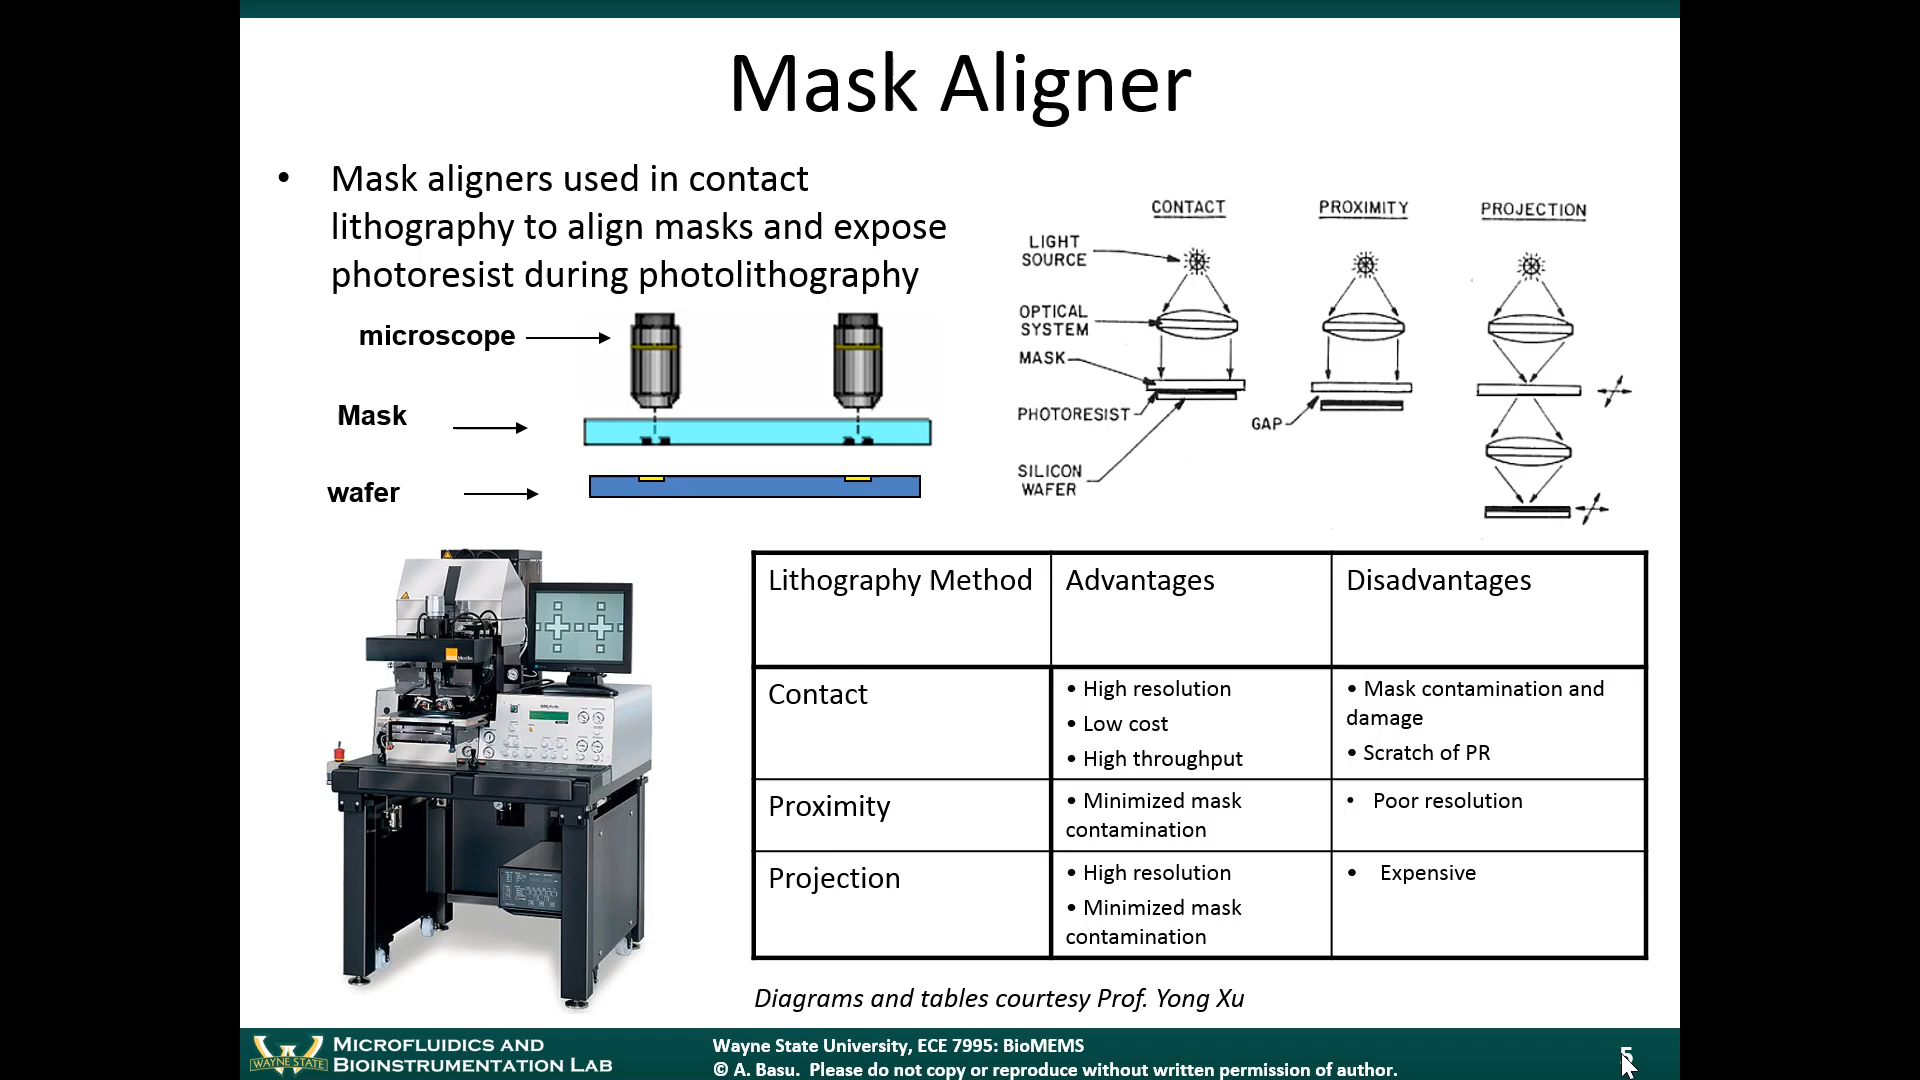 Mask Aligner
• Mask aligners used in contact
lithography to align masks and expose
photoresist during photolithography
microscope
Mask
wafer
CONTACT
PROXIMITY
PROJECTION
LIGHT
SOURCE
OPTICAL
SYSTEM
MASK
PHOTORESIST
GAP
SILICON
WAFER
Lithography Method Advantages Disadvantages
Contact
• High resolution
• Low cost
• High throughput
• Mask contamination and
damage
• Scratch of PR
Proximity
• Minimized mask
contamination
• Poor resolution
Projection
• High resolution
• Minimized mask
contamination
• Expensive
Diagrams and tables courtesy Prof. Yong Xu
WAYNE STATE
MICROFLUIDICS AND
BIOINSTRUMENTATION LAB
Wayne State University, ECE 7995: BioMEMS
© A. Basu. Please do not copy or reproduce without written permission of author.
5